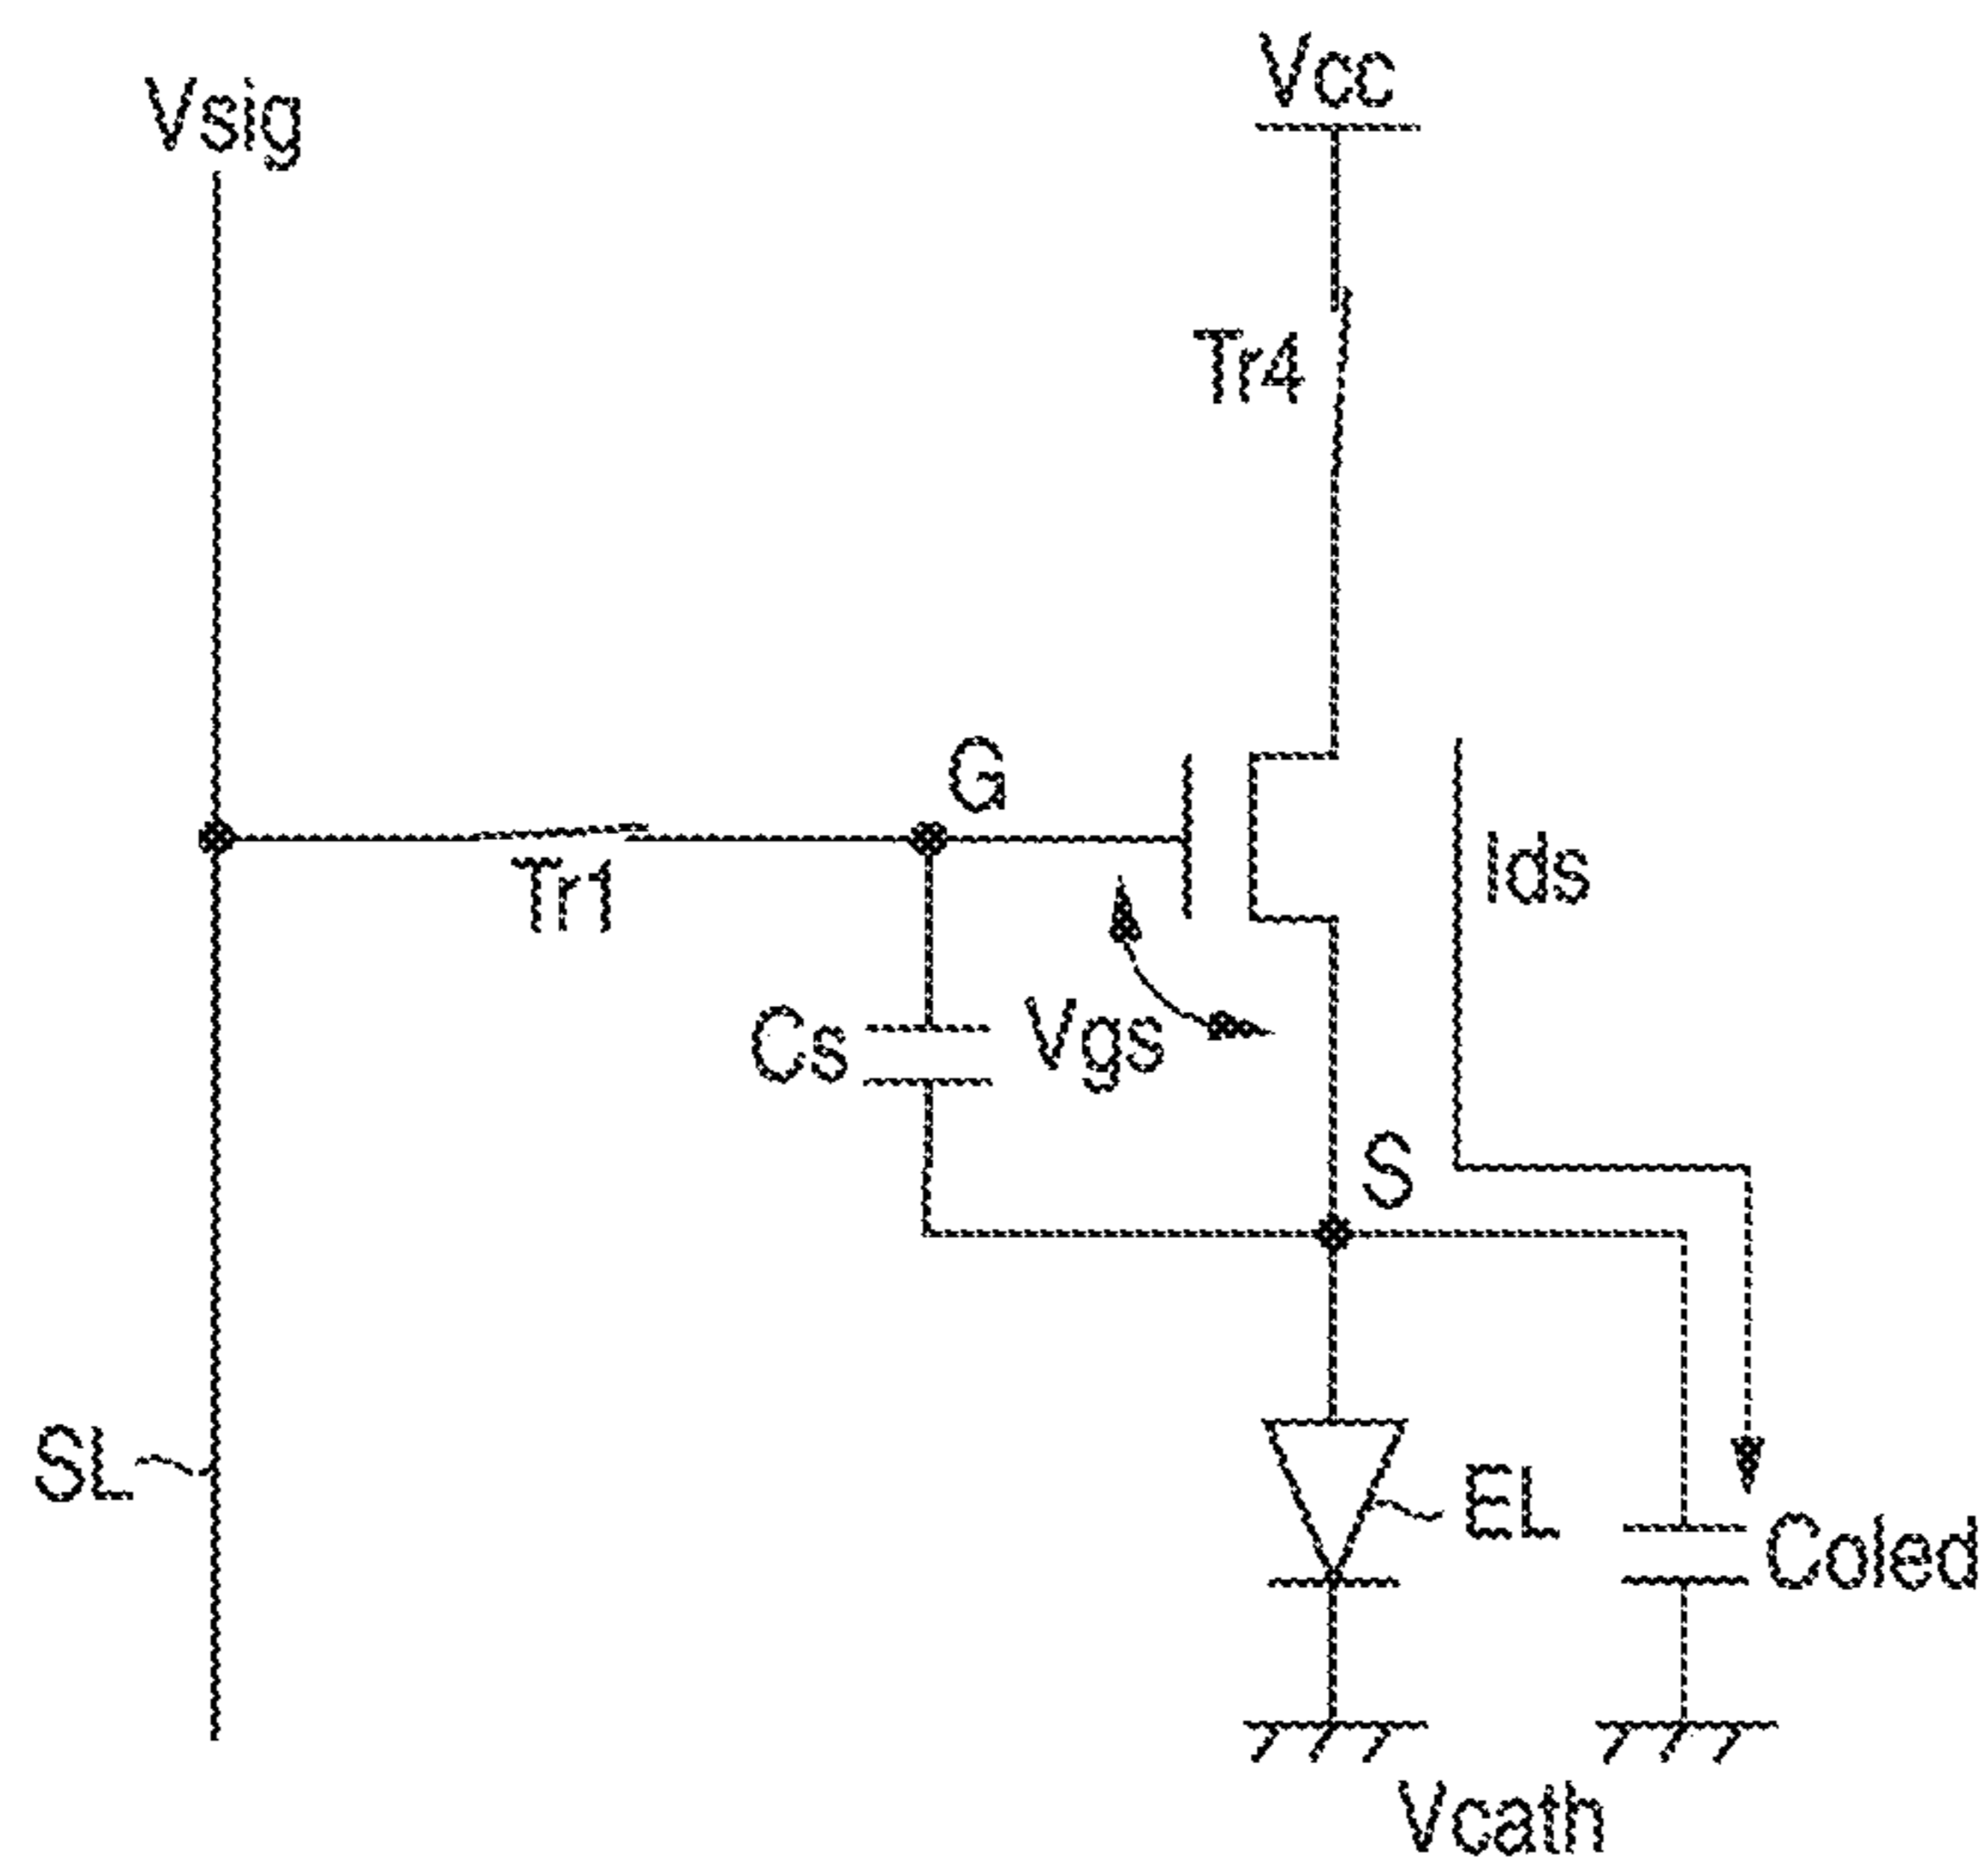 Vsig
Vcc
Tr4
G
Tr1
Ids
Cs
Vgs
S
SL
EL
Coled
Vcath